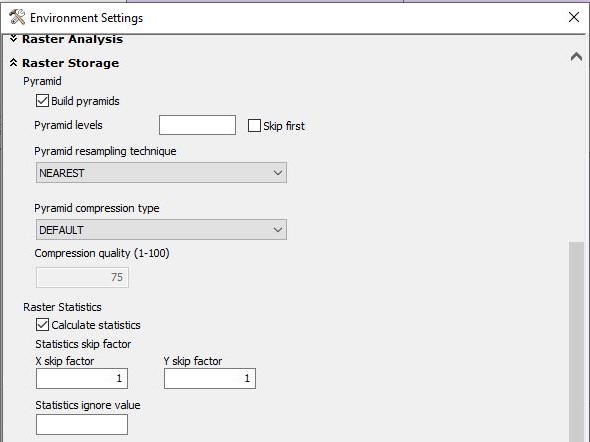 Environment Settings
Raster Analysis
Raster Storage
Pyramid
Build pyramids
Pyramid levels
Skip first
Pyramid resampling technique
NEAREST
Pyramid compression type
DEFAULT
Compression quality (1-100)
75
Raster Statistics
Calculate statistics
Statistics skip factor
X skip factor Y skip factor
1 1
Statistics ignore value